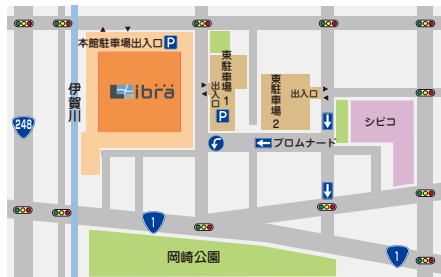 本館駐車場出入口 P
Libra
伊賀川
248
東駐車場1
出入口
P
東駐車場2
出入口
シビコ
プロムナード
1
岡崎公園
1